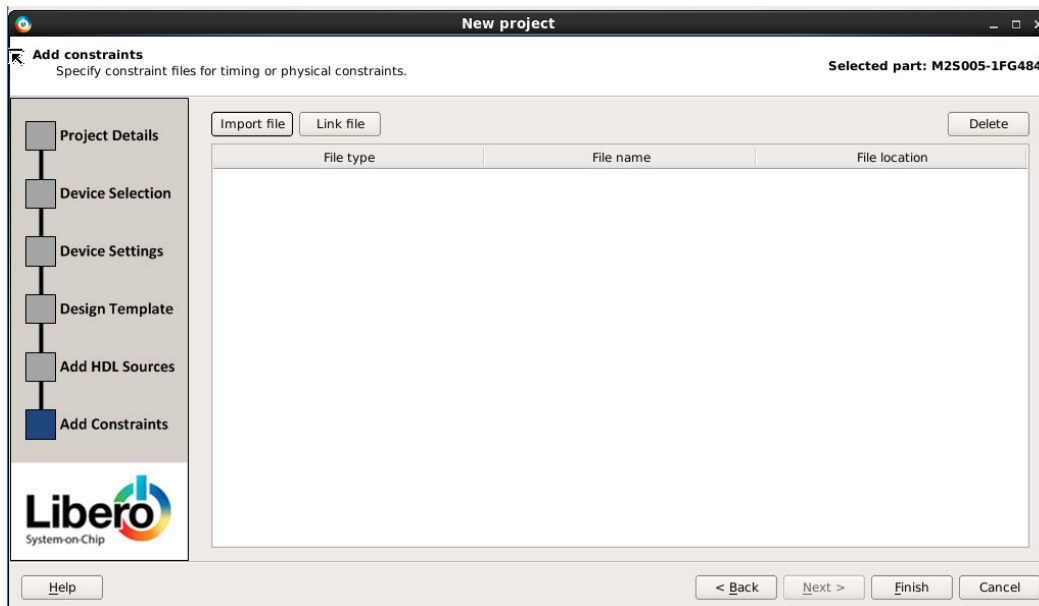 New project
Add constraints
Specify constraint files for timing or physical constraints.
Selected part: M2S005-1FG484
Project Details
Device Selection
Device Settings
Design Template
Add HDL Sources
Add Constraints
Libero
System-on-Chip
Import file
Link file
Delete
File type
File name
File location
Help
< Back
Next >
Finish
Cancel